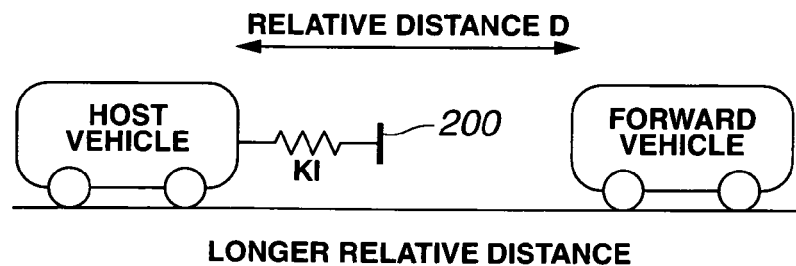 RELATIVE DISTANCE D
HOST
VEHICLE
200
KI
FORWARD
VEHICLE
LONGER RELATIVE DISTANCE